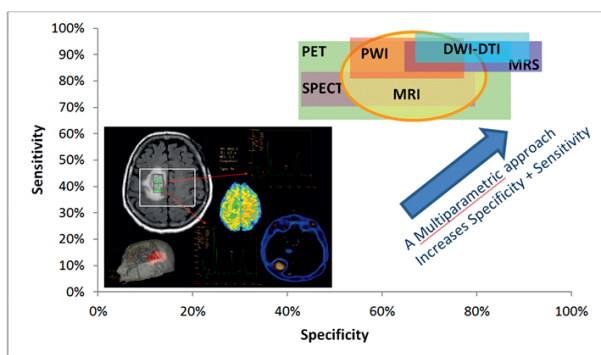 100%
90%
80%
70%
60%
50%
40%
30%
20%
10%
0%
Sensitivity
PET
PWI
DWI-DTI
MRS
SPECT
MRI
A Multiparametric approach
Increases Specificity + Sensitivity
0%
20%
40%
60%
80%
100%
Specificity